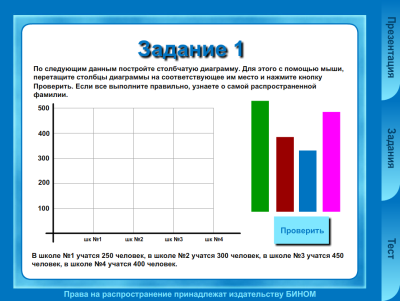 Задание 1
По следующим данным постройте столбчатую диаграмму. Для этого с помощью мыши,
перетащите столбцы диаграммы на соответствующее им место и нажмите кнопку
Проверить. Если все выполните правильно, узнаете о самой распространенной
фамилии.
500
400
300
200
100
шк №1 шк №2 шк №3 шк №4
Проверить
В школе №1 учатся 250 человек, в школе №2 учатся 300 человек, в школе №3 учатся 450
человек, в школе №4 учатся 400 человек.
Презентация
Задания
Тест
Права на распространение принадлежат издательству БИНОМ